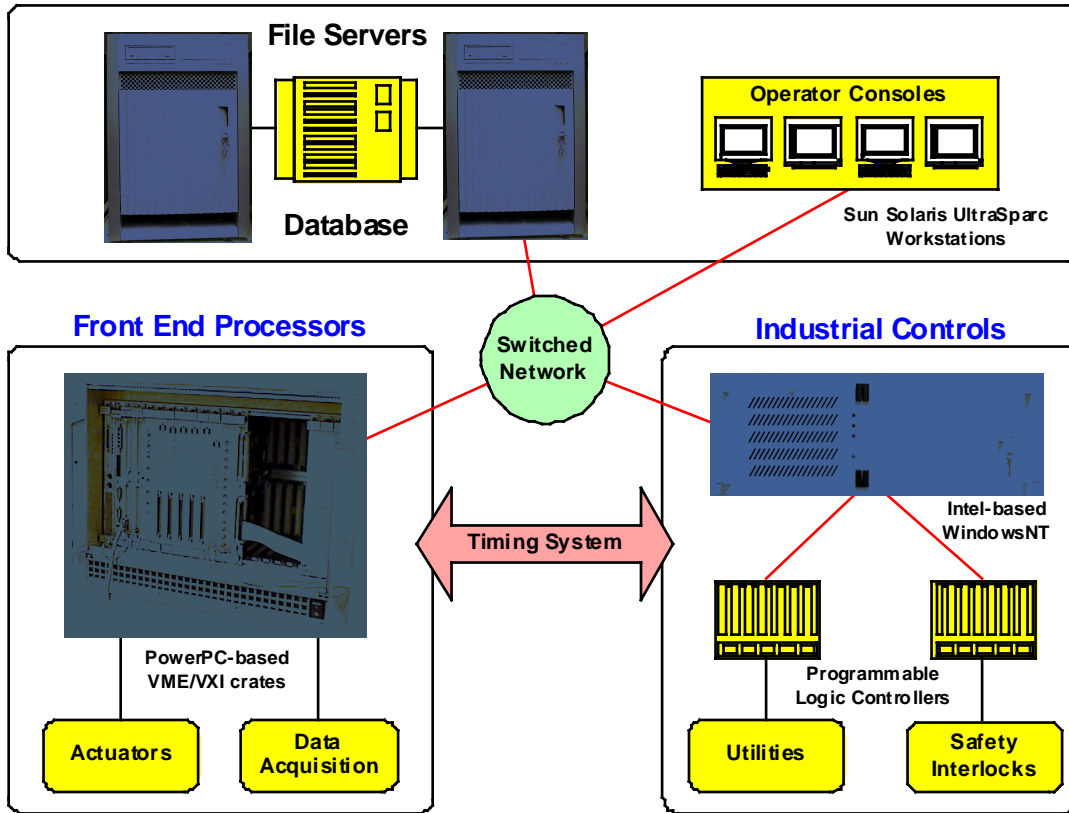 File Servers
Database
Operator Consoles
Sun Solaris UltraSparc
Workstations
Switched
Network
Front End Processors
Industrial Controls
Timing System
PowerPC-based
VME/VXI crates
Actuators
Data
Acquisition
Intel-based
WindowsNT
Programmable
Logic Controllers
Utilities
Safety
Interlocks